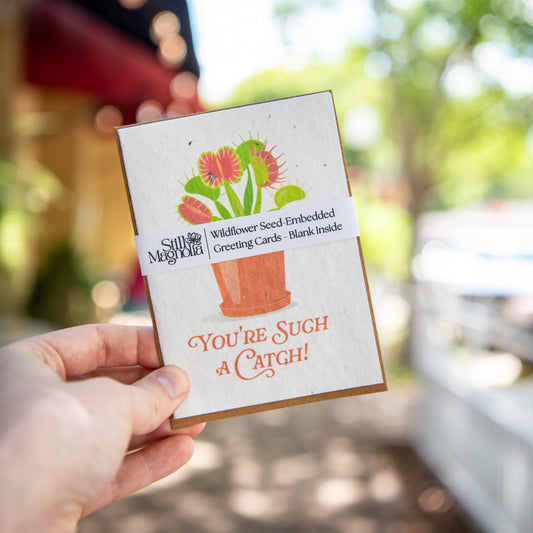 Still
Magnolia
Wildflower Seed-Embedded
Greeting Cards - Blank Inside
You're Such
a Catch!